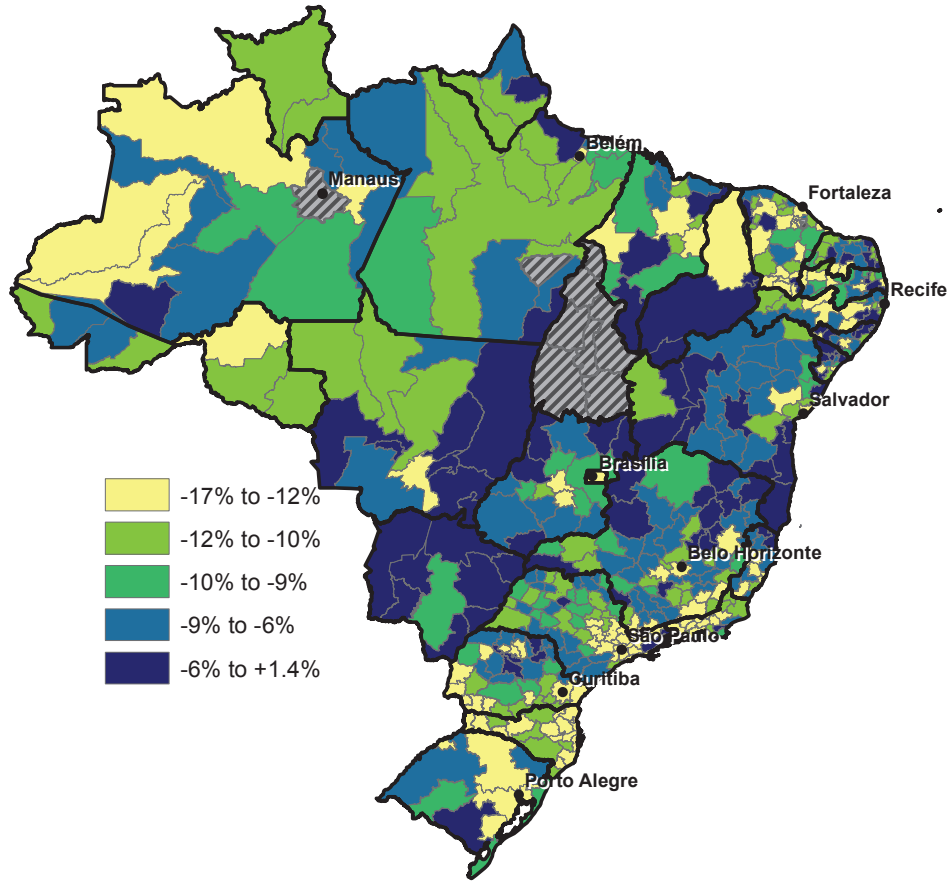 Belém
Manaus
Fortaleza
Recife
Salvador
Brasília
-17% to -12%
-12% to -10%
-10% to -9%
-9% to -6%
-6% to +1.4%
Belo Horizonte
São Paulo
Curitiba
Porto Alegre